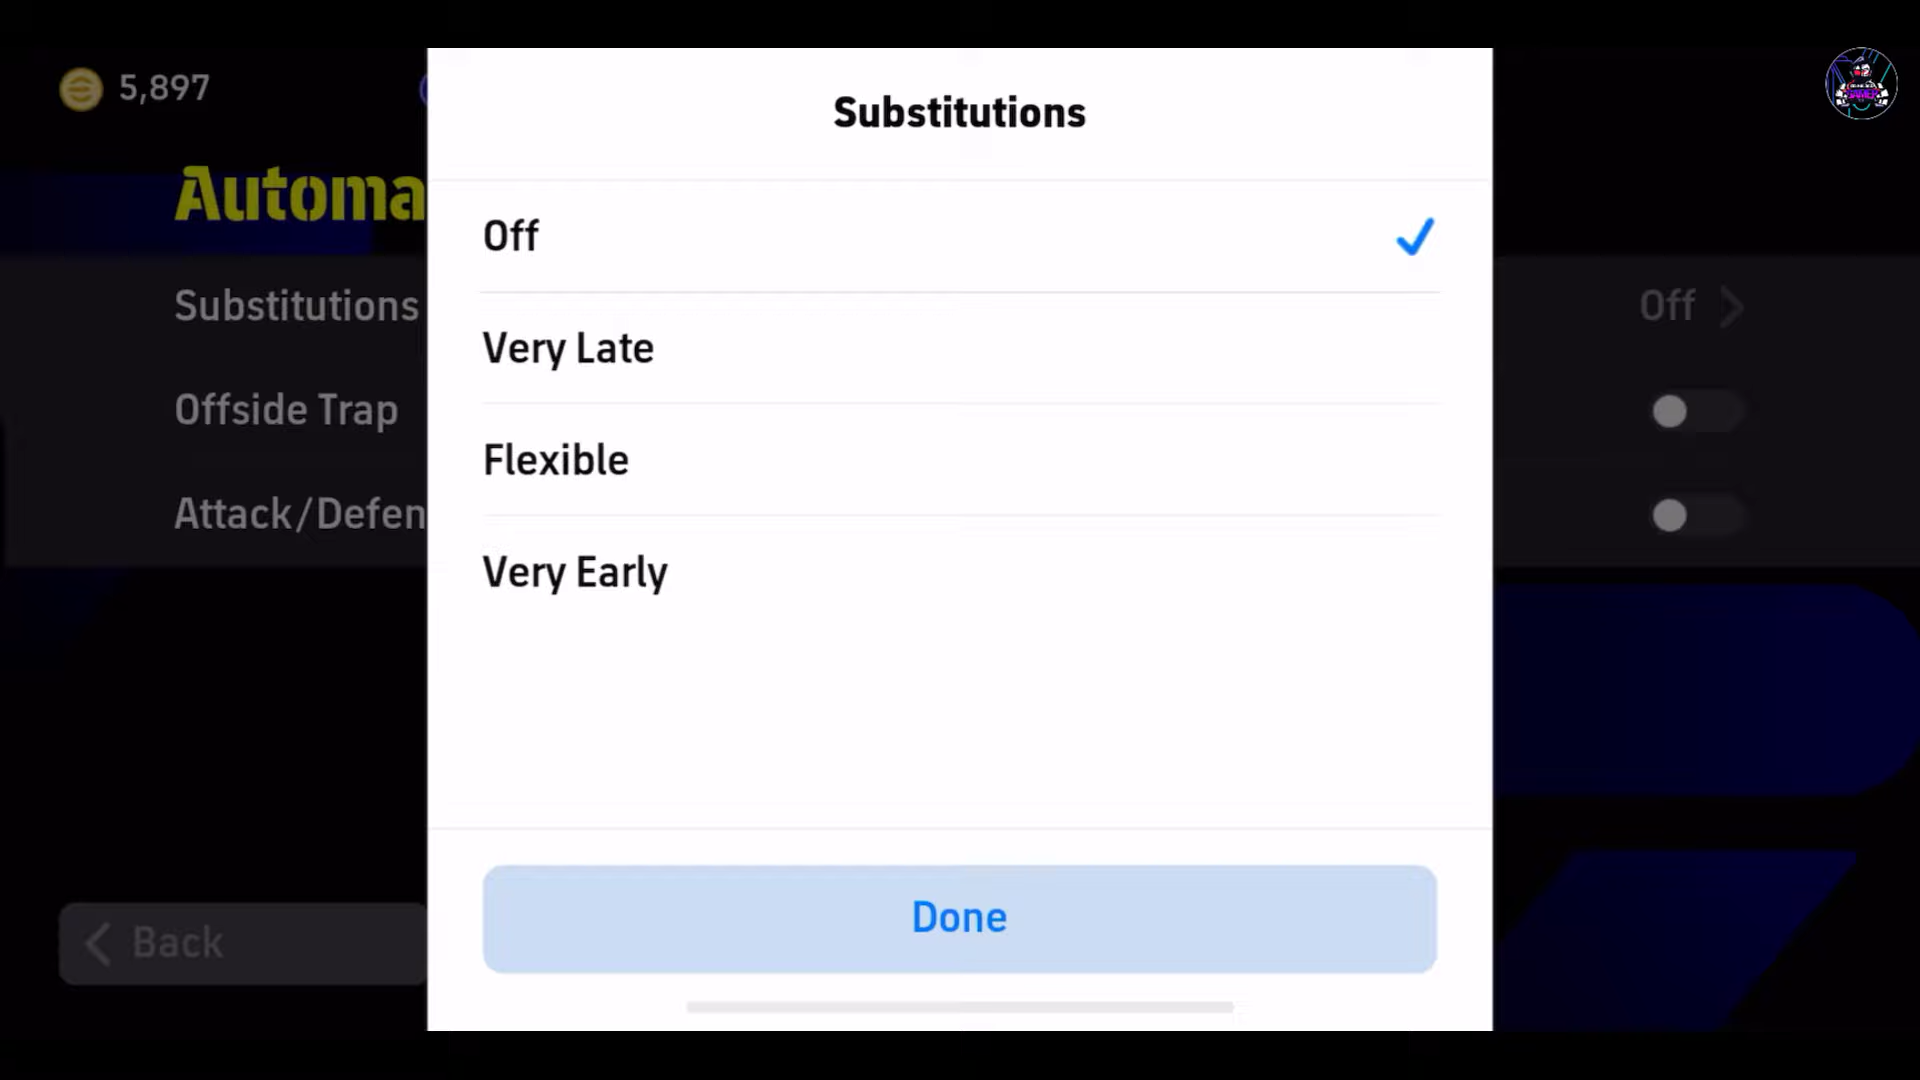 5,897
Substitutions
Automa
Off
Substitutions
Off
Very Late
Offside Trap
Flexible
Attack/Defen
Very Early
Done
Back